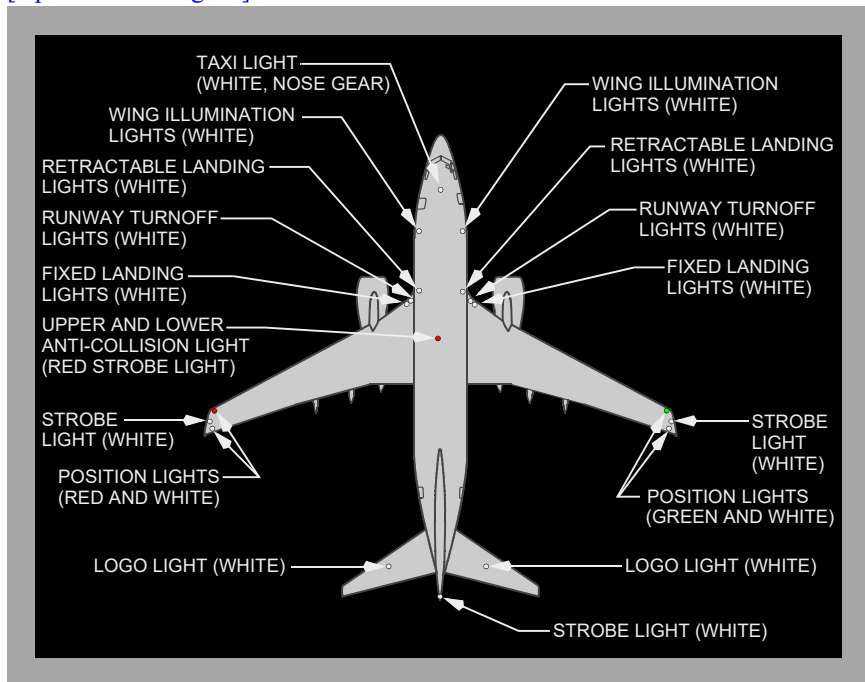 TAXI LIGHT
(WHITE, NOSE GEAR)
WING ILLUMINATION
LIGHTS (WHITE)
WING ILLUMINATION
LIGHTS (WHITE)
RETRACTABLE LANDING
LIGHTS (WHITE)
RETRACTABLE LANDING
LIGHTS (WHITE)
RUNWAY TURNOFF
LIGHTS (WHITE)
RUNWAY TURNOFF
LIGHTS (WHITE)
FIXED LANDING
LIGHTS (WHITE)
FIXED LANDING
LIGHTS (WHITE)
UPPER AND LOWER
ANTI-COLLISION LIGHT
(RED STROBE LIGHT)
STROBE
LIGHT (WHITE)
STROBE
LIGHT
(WHITE)
POSITION LIGHTS
(RED AND WHITE)
POSITION LIGHTS
(GREEN AND WHITE)
LOGO LIGHT (WHITE)
LOGO LIGHT (WHITE)
STROBE LIGHT (WHITE)